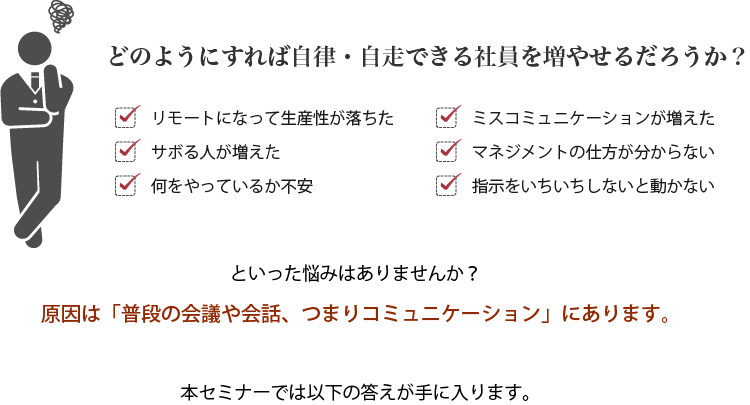 どのようにすれば自律・自走できる社員を増やせるだろうか？
リモートになって生産性が落ちた
ミスコミュニケーションが増えた
サボる人が増えた
マネジメントの仕方が分からない
何をやっているか不安
指示をいちいちしないと動かない
といった悩みはありませんか？
原因は「普段の会議や会話、つまりコミュニケーション」にあります。
本セミナーでは以下の答えが手に入ります。